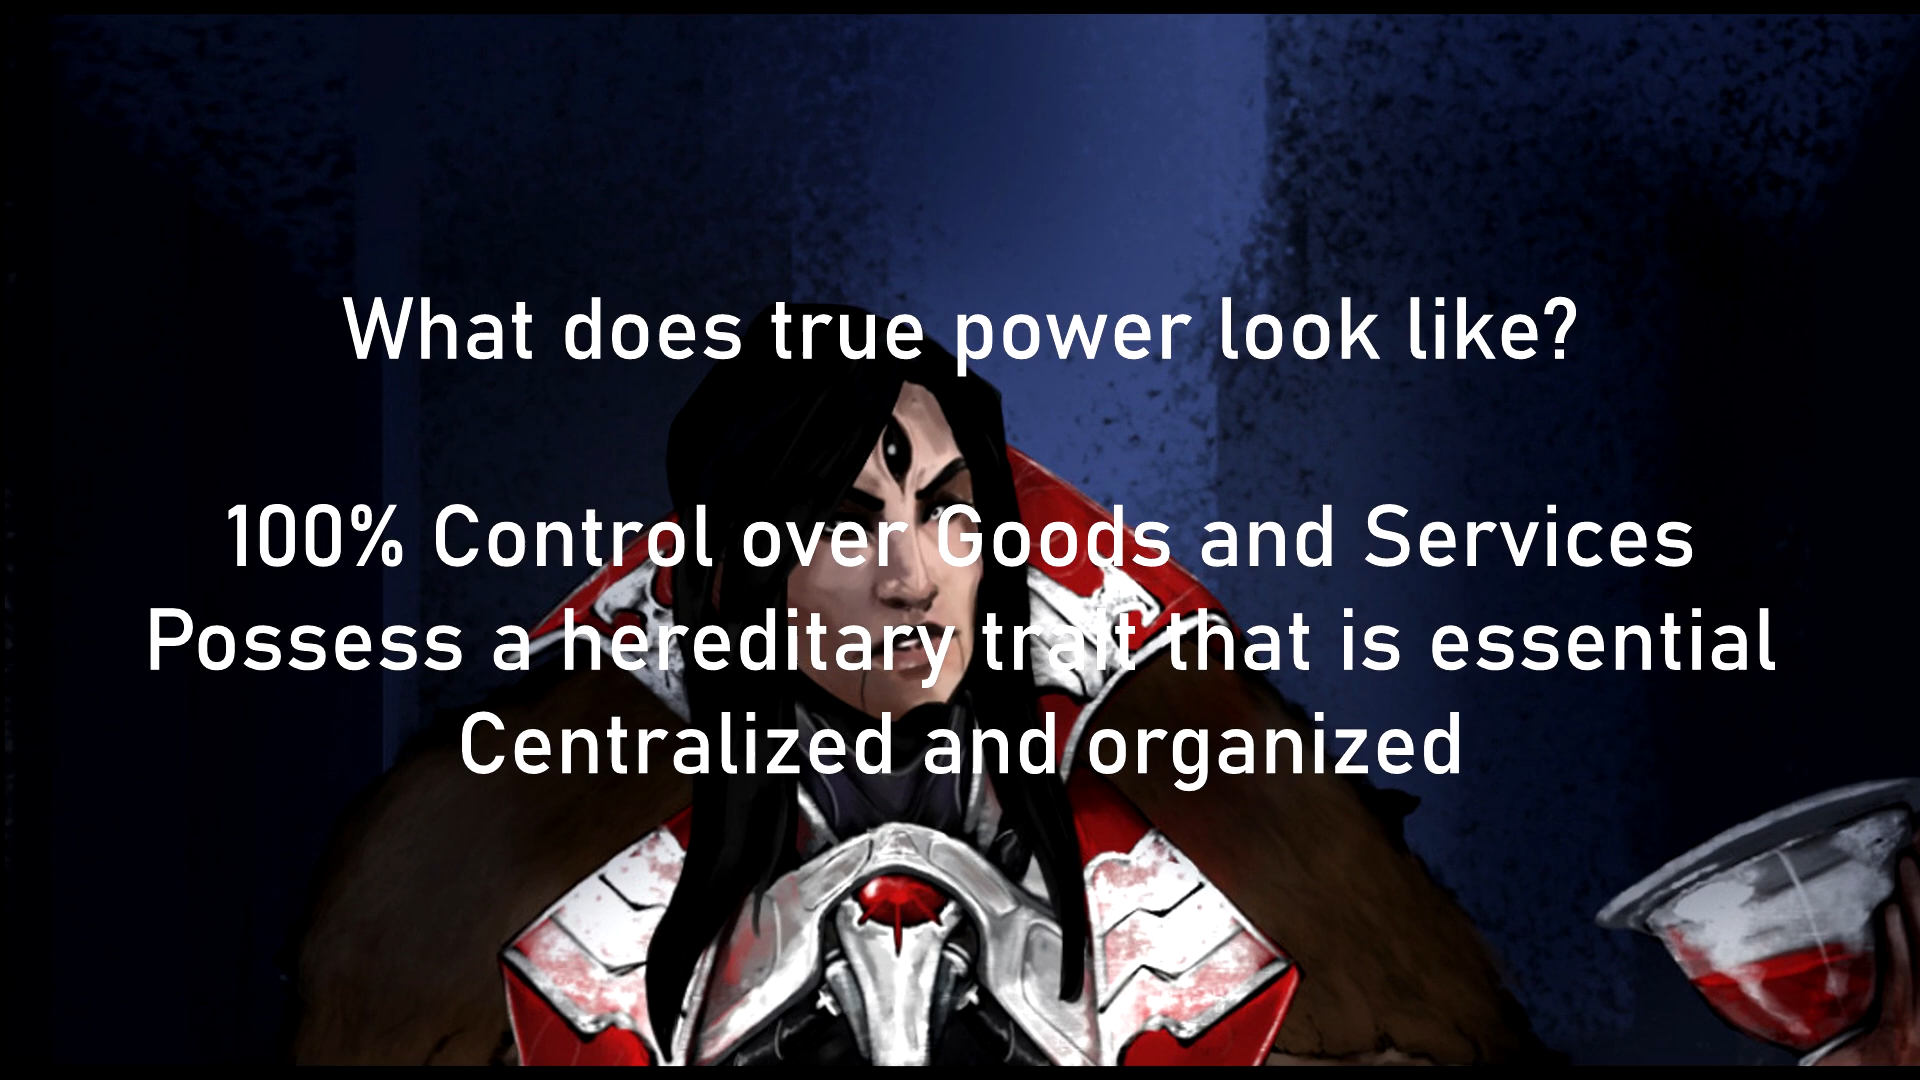 What does true power look like?
100% Control over Goods and Services
Possess a hereditary trait that is essential
Centralized and organized